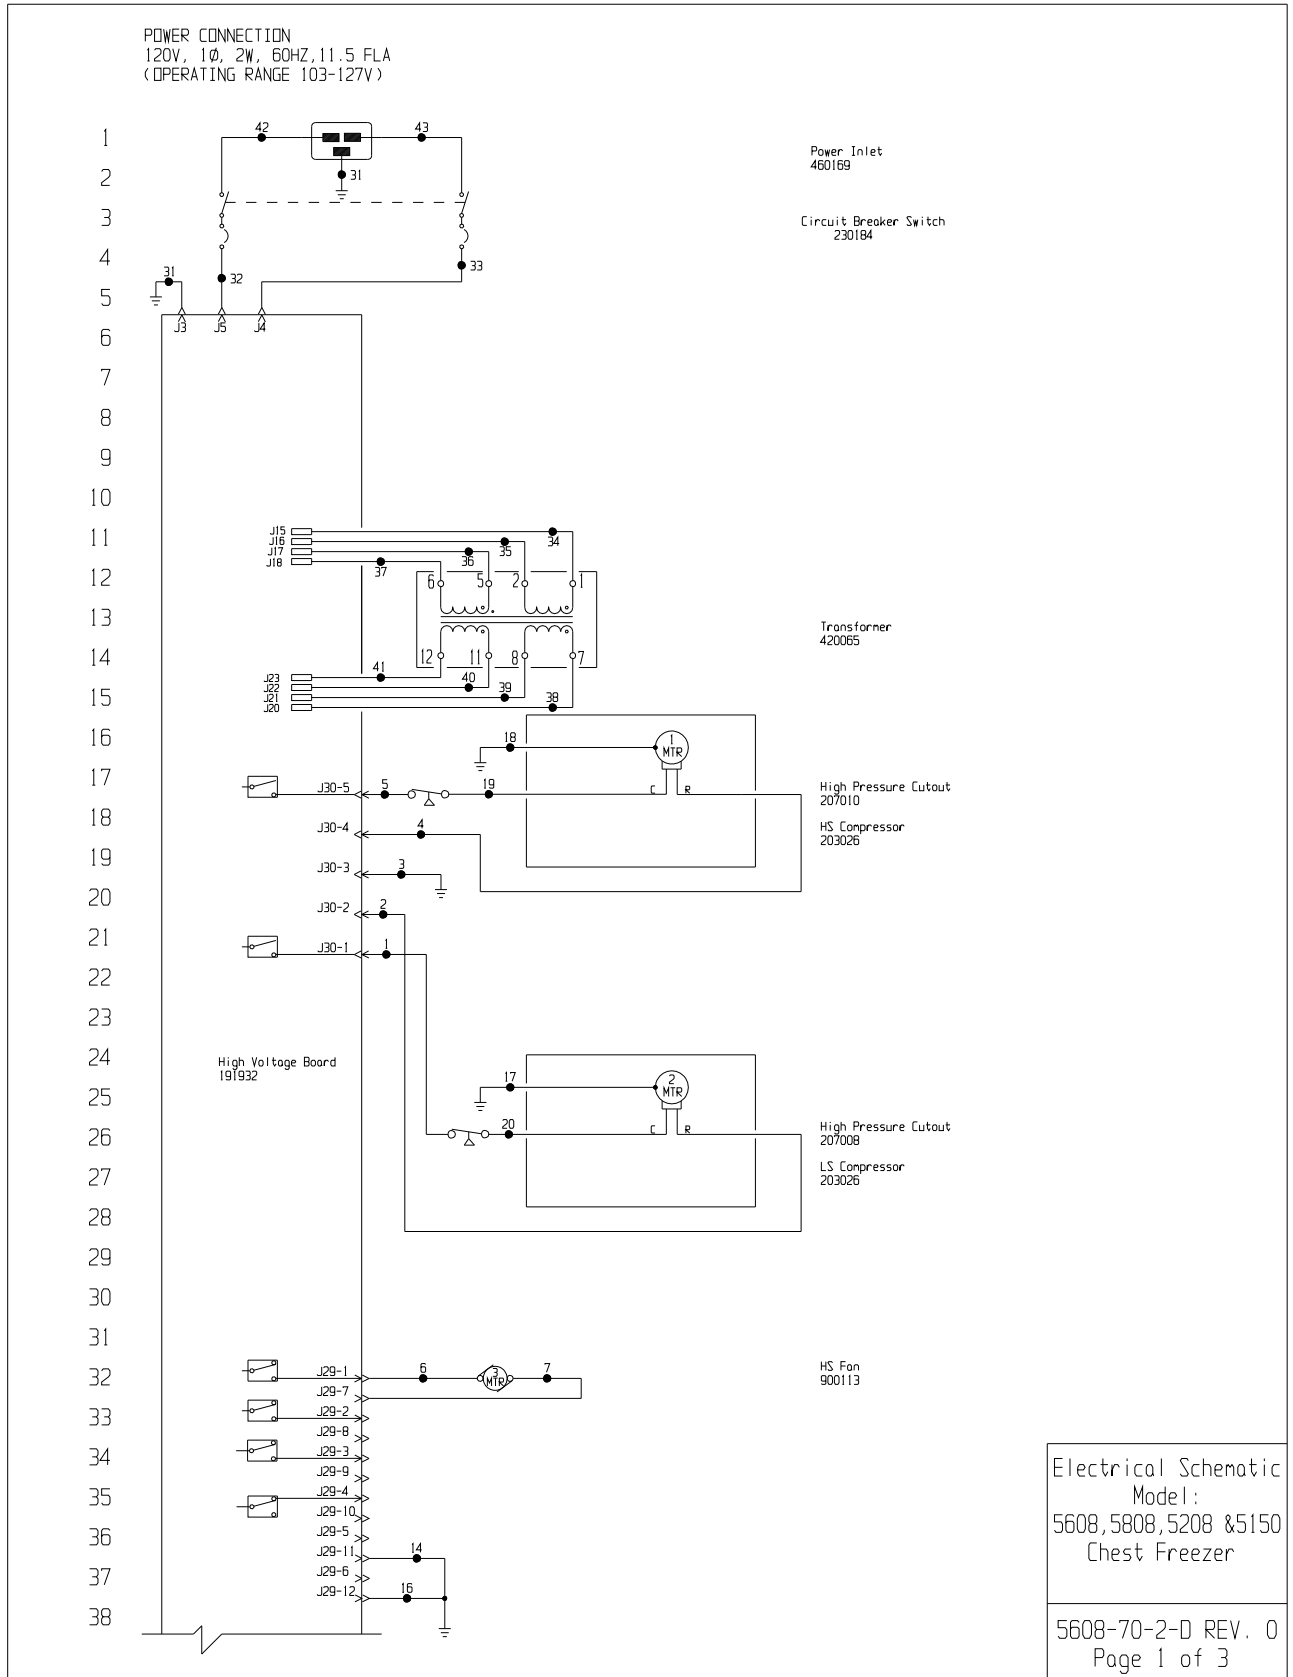 POWER CONNECTION
120V, 1Ø, 2W, 60HZ,11.5 FLA
(OPERATING RANGE 103-127V)
1
42
43
Power Inlet
460169
2
31
3
Circuit Breaker Switch
230184
4
31
32
33
5
J3
J5
J4
6
7
8
9
10
11
J15
34
J16
35
J17
36
J18
37
12
6
5
2
1
13
Transformer
420065
14
12
11
8
7
J23
41
J22
40
15
J21
39
J20
38
16
18
1
MTR
17
J30-5
5
19
C
R
High Pressure Cutout
207010
18
J30-4
4
HS Compressor
203026
19
J30-3
3
20
J30-2
2
21
J30-1
1
22
23
24
High Voltage Board
191932
25
17
2
MTR
26
20
C
R
High Pressure Cutout
207008
27
LS Compressor
203026
28
29
30
31
32
J29-1
6
3
MTR
7
HS Fan
900113
J29-7
33
J29-2
J29-8
34
J29-3
J29-9
35
J29-4
J29-10
36
J29-5
J29-11
14
37
J29-6
J29-12
16
38
Electrical Schematic
Model:
5608,5808,5208 &5150
Chest Freezer
5608-70-2-D REV. 0
Page 1 of 3